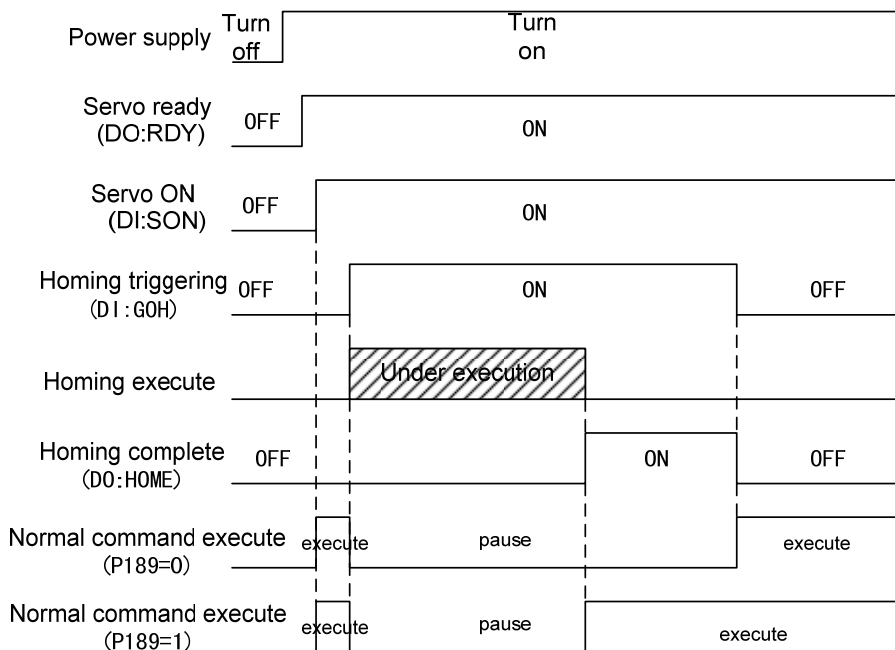 Power supply
Turn off
Turn on
Servo ready
(DO:RDY)
OFF
ON
Servo ON
(DI:SON)
OFF
ON
Homing triggering
(DI:GOH)
OFF
ON
OFF
Homing execute
Under execution
Homing complete
(DO:HOME)
OFF
ON
OFF
Normal command execute
(P189=0)
execute
pause
execute
Normal command execute
(P189=1)
execute
pause
execute